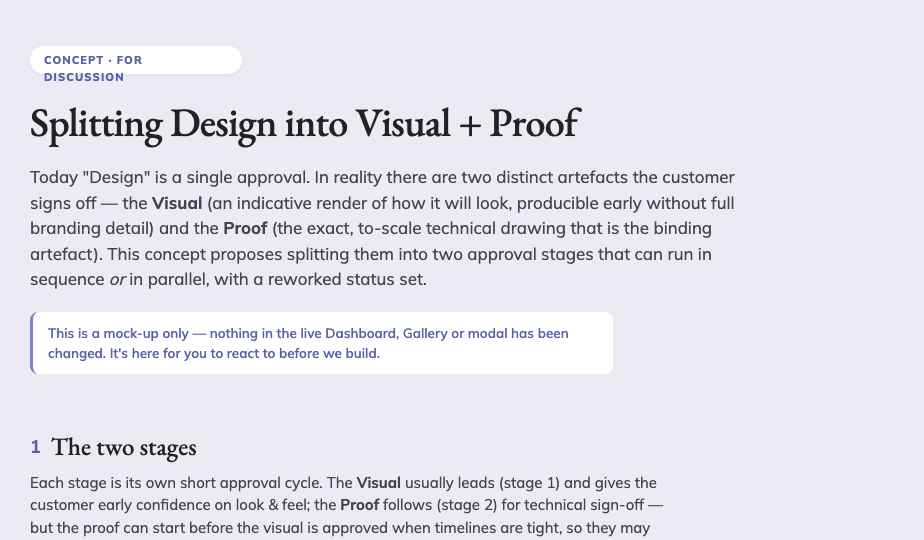 CONCEPT · FOR
DISCUSSION
Splitting Design into Visual + Proof
Today "Design" is a single approval. In reality there are two distinct artefacts the customer
signs off — the Visual (an indicative render of how it will look, producible early without full
branding detail) and the Proof (the exact, to-scale technical drawing that is the binding
artefact). This concept proposes splitting them into two approval stages that can run in
sequence or in parallel, with a reworked status set.
This is a mock-up only — nothing in the live Dashboard, Gallery or modal has been
changed. It's here for you to react to before we build.
1 The two stages
Each stage is its own short approval cycle. The Visual usually leads (stage 1) and gives the
customer early confidence on look & feel; the Proof follows (stage 2) for technical sign-off —
but the proof can start before the visual is approved when timelines are tight, so they may